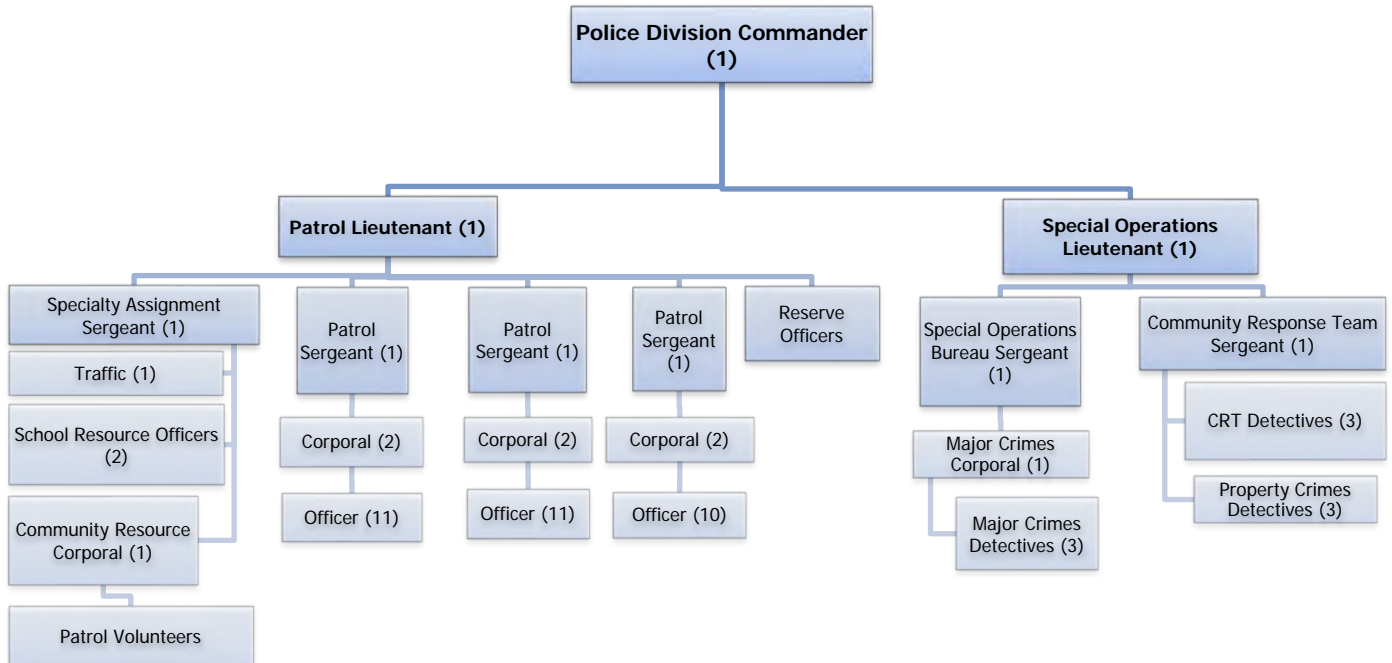 Police Division Commander
(1)
Patrol Lieutenant (1)
Special Operations
Lieutenant (1)
Specialty Assignment
Sergeant (1)
Traffic (1)
School Resource Officers
(2)
Community Resource
Corporal (1)
Patrol Volunteers
Patrol
Sergeant (1)
Corporal (2)
Officer (11)
Patrol
Sergeant (1)
Corporal (2)
Officer (11)
Patrol
Sergeant
(1)
Corporal (2)
Officer (10)
Reserve
Officers
Special Operations
Bureau Sergeant
(1)
Major Crimes
Corporal (1)
Major Crimes
Detectives (3)
Community Response Team
Sergeant (1)
CRT Detectives (3)
Property Crimes
Detectives (3)